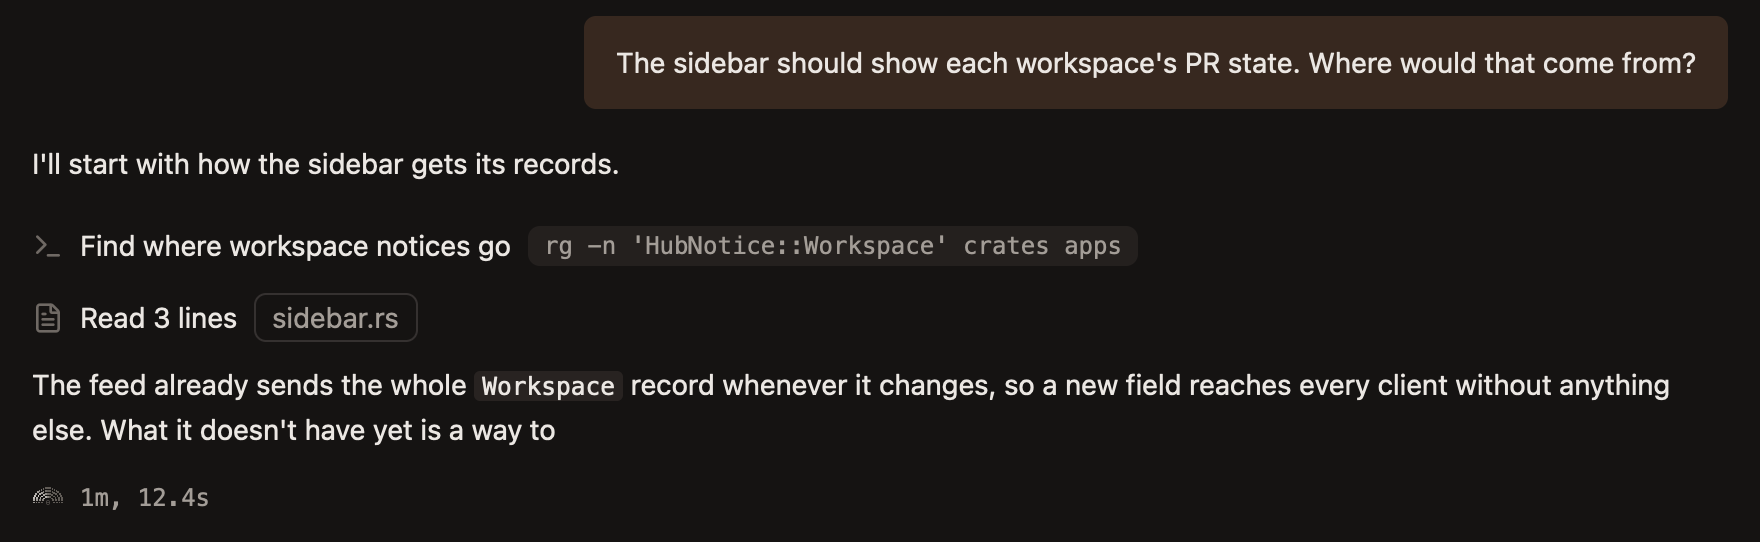 The sidebar should show each workspace's PR state. Where would that come from?
I'll start with how the sidebar gets its records.
Find where workspace notices go rg -n 'HubNotice::Workspace' crates apps
Read 3 lines sidebar.rs
The feed already sends the whole Workspace record whenever it changes, so a new field reaches every client without anything
else. What it doesn't have yet is a way to
1m, 12.4s